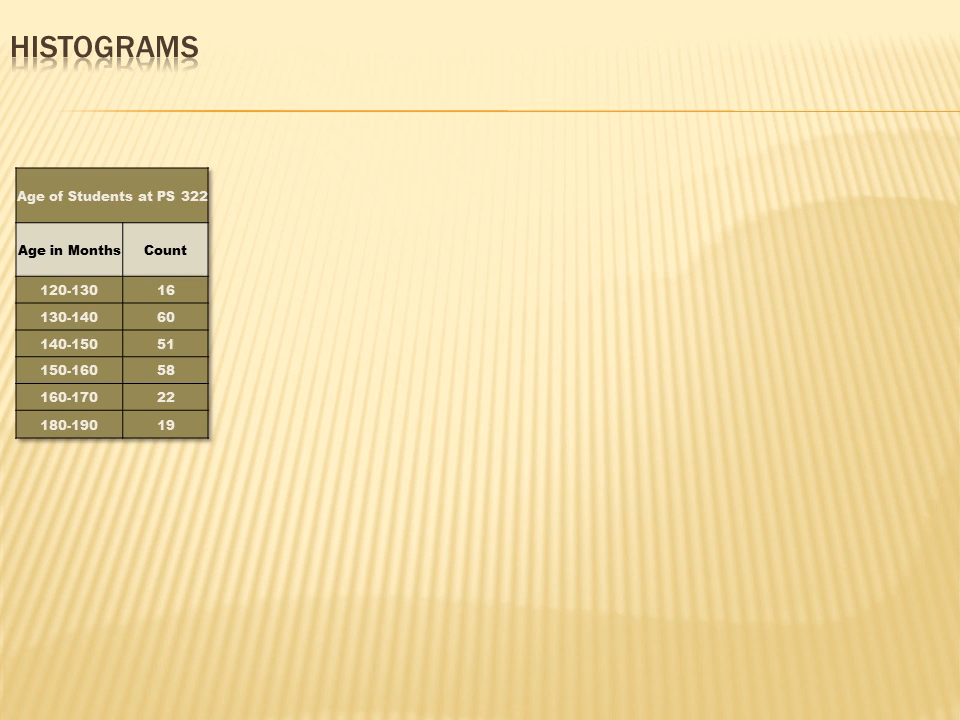 HISTOGRAMS
Age of Students at PS 322
Age in Months Count
120-130 16
130-140 60
140-150 51
150-160 58
160-170 22
180-190 19